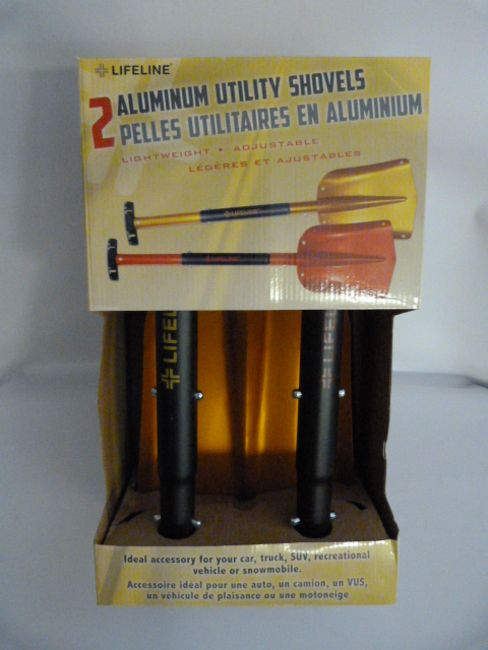 LIFELINE
2 ALUMINUM UTILITY SHOVELS
PELLES UTILITAIRES EN ALUMINIUM
LIGHTWEIGHT • ADJUSTABLE
LÉGÈRES ET AJUSTABLES
LIFELINE
LIFELINE
LIFEL
LIFE
Ideal accessory for your car, truck, SUV, recreational
vehicle or snowmobile.
Accessoire idéal pour une auto, un camion, un VUS,
un véhicule de plaisance ou une motoneige